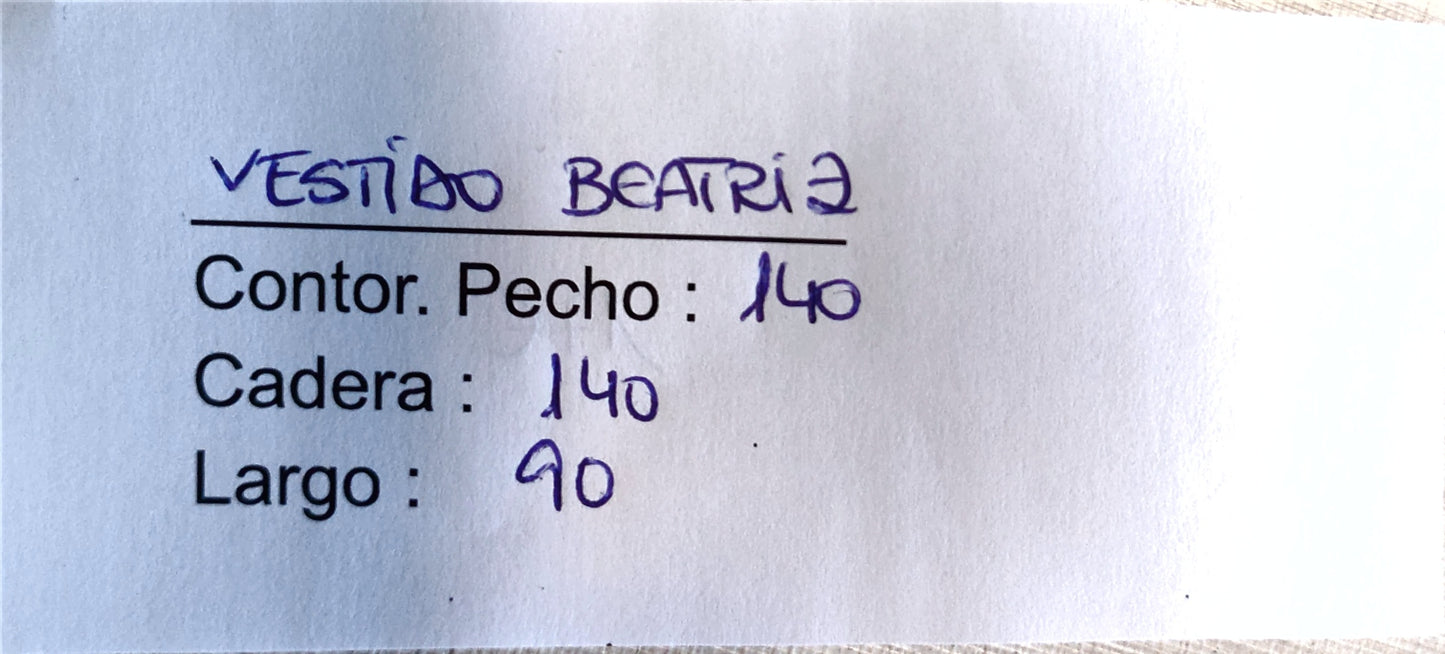 VESTIDO BEATRIZ
Contor. Pecho : 140
Cadera : 140
Largo : 90